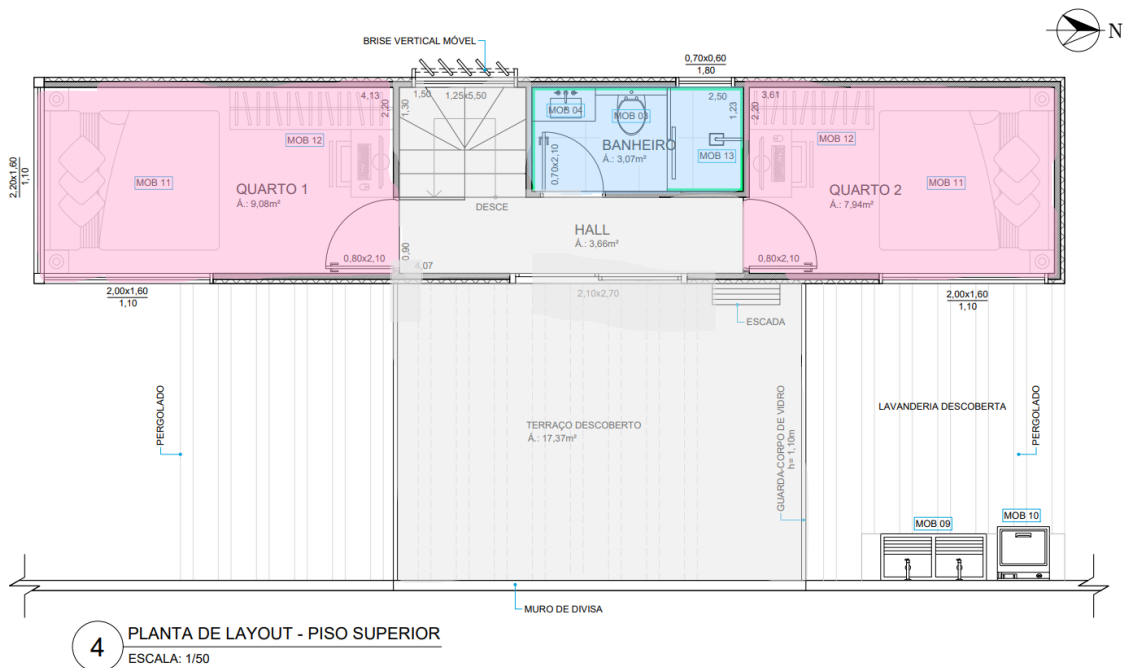 N
BRISE VERTICAL MÓVEL
0,70x0,60
1,80
4,13
2,20
1,50
1,25x5,50
1,30
MOB 04
MOB 03
2,50
1,23
2,20
3,61
MOB 12
BANHEIRO
Á.: 3,07m²
MOB 13
MOB 12
0,70x2,10
2,20x1,60
1,10
MOB 11
QUARTO 1
Á.: 9,08m²
QUARTO 2
Á.: 7,94m²
MOB 11
DESCE
HALL
Á.: 3,66m²
0,80x2,10
0,90
4,07
0,80x2,10
2,00x1,60
1,10
2,10x2,70
ESCADA
2,00x1,60
1,10
PERGOLADO
TERRAÇO DESCOBERTO
Á.: 17,37m²
GUARDA-CORPO DE VIDRO
h= 1,10m
LAVANDERIA DESCOBERTA
PERGOLADO
MOB 09
MOB 10
MURO DE DIVISA
4
PLANTA DE LAYOUT - PISO SUPERIOR
ESCALA: 1/50